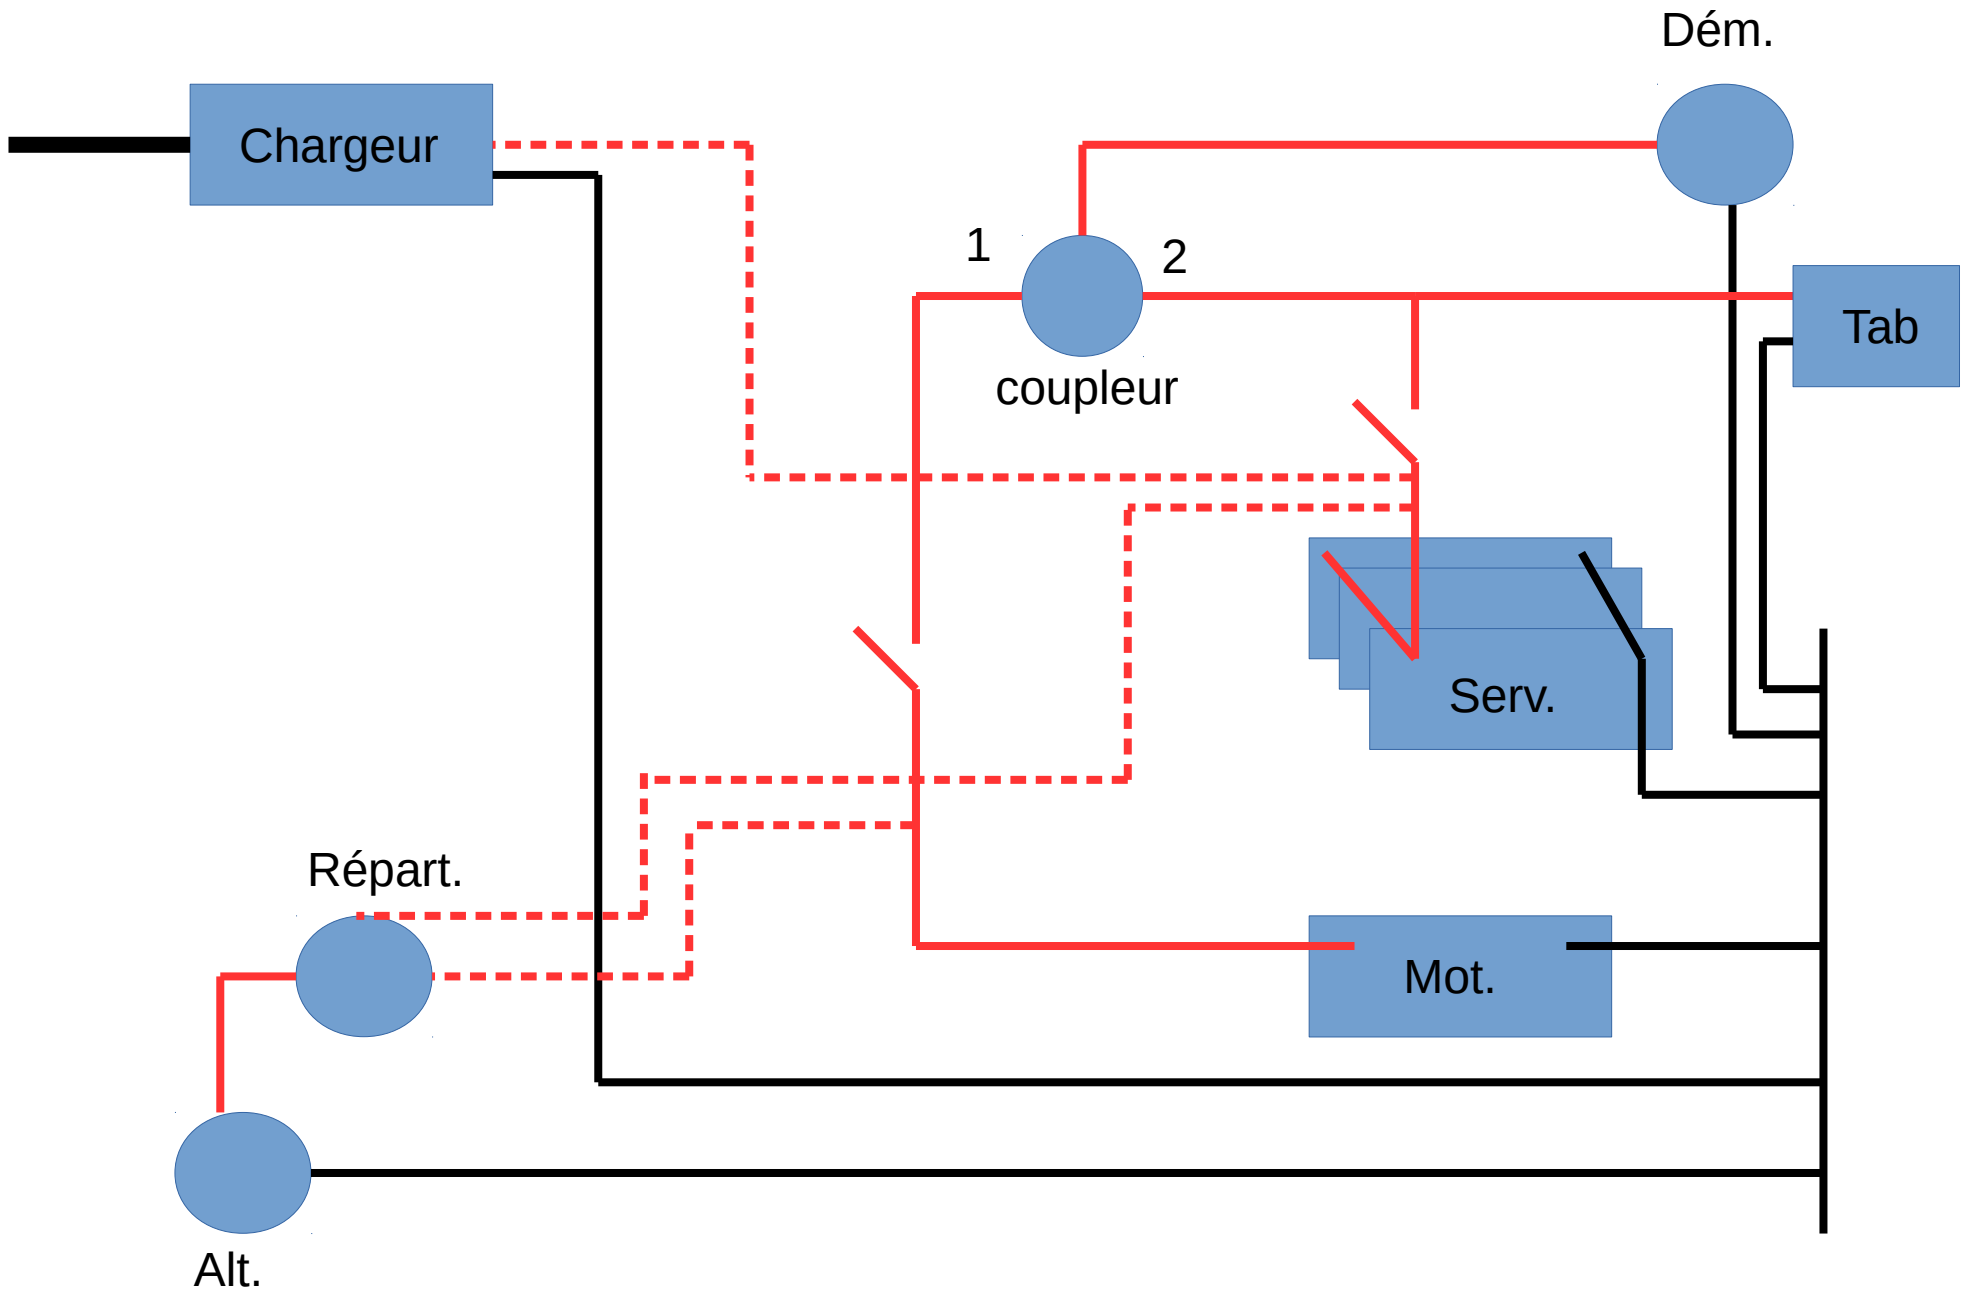 Dém.
Chargeur
1
2
Tab
coupleur
Serv.
Répart.
Mot.
Alt.